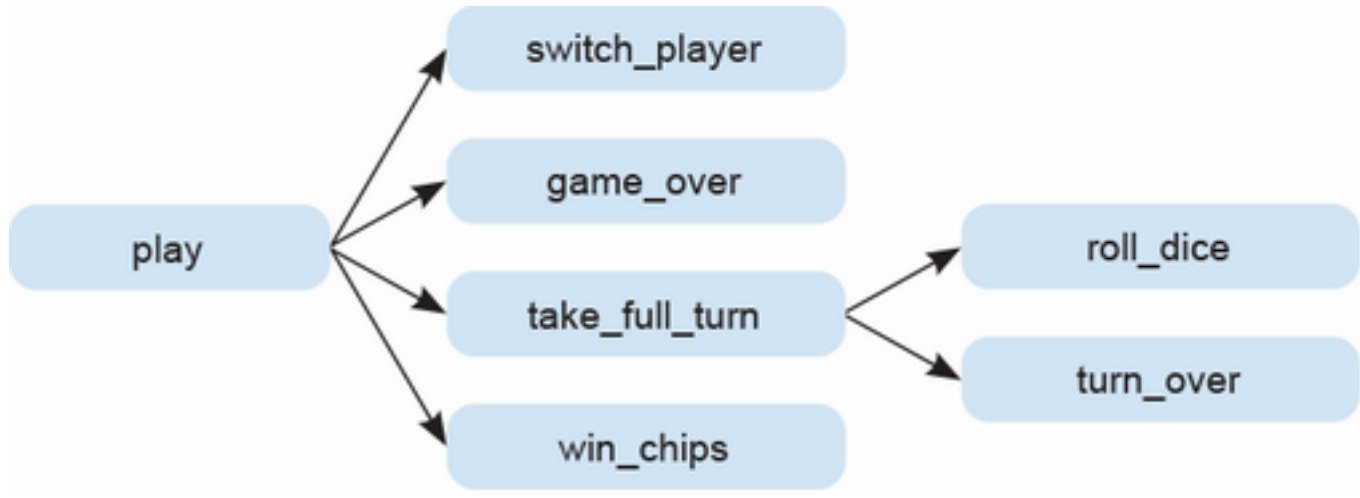 play
switch_player
game_over
take_full_turn
win_chips
roll_dice
turn_over